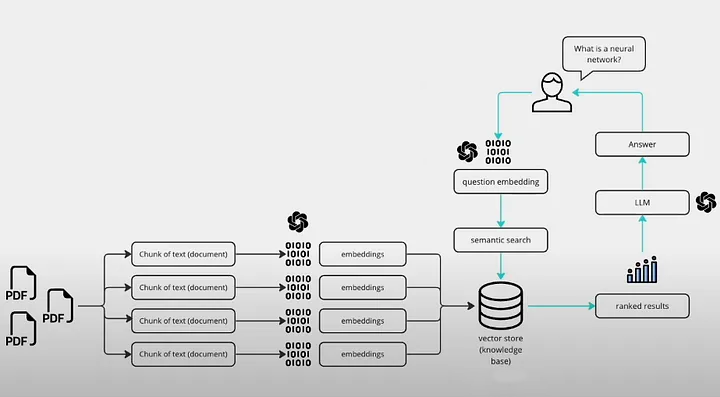 What is a neural
network?
01010
10101
01010
question embedding
Answer
LLM
semantic search
Chunk of text (document)
01010
10101
01010
embeddings
Chunk of text (document)
01010
10101
01010
embeddings
Chunk of text (document)
01010
10101
01010
embeddings
Chunk of text (document)
01010
10101
01010
embeddings
PDF
PDF
PDF
vector store
(knowledge
base)
ranked results